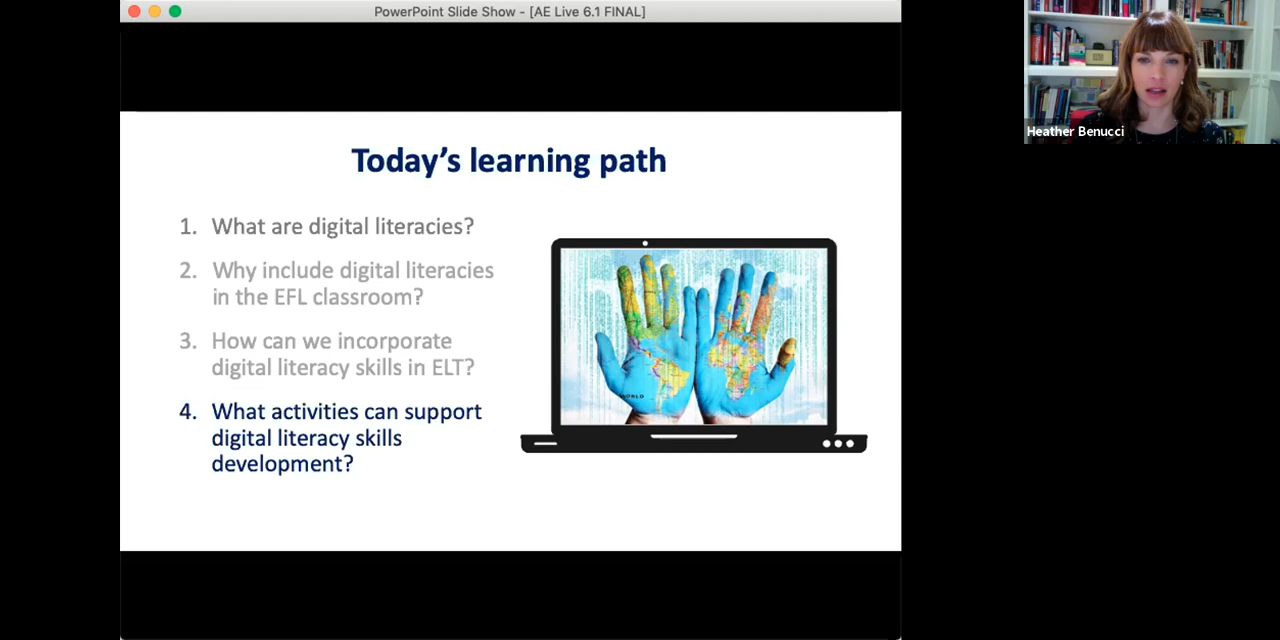 PowerPoint Slide Show - [AE Live 6.1 FINAL]
Today's learning path
1. What are digital literacies?
2. Why include digital literacies
in the EFL classroom?
3. How can we incorporate
digital literacy skills in ELT?
4. What activities can support
digital literacy skills
development?
WORLD
Heather Benucci